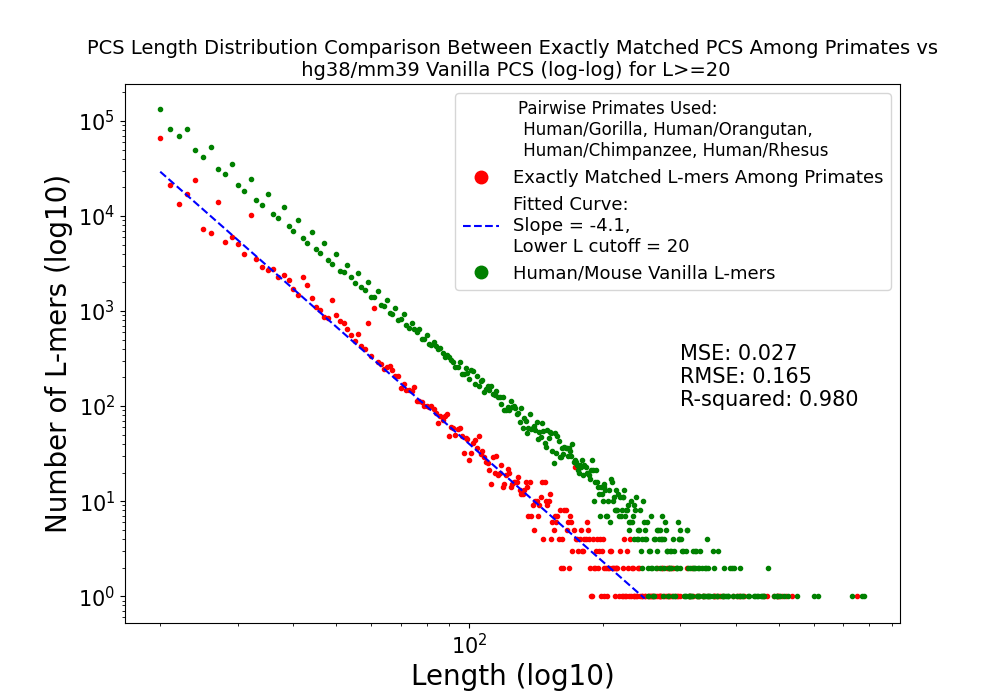 PCS Length Distribution Comparison Between Exactly Matched PCS Among Primates vs
hg38/mm39 Vanilla PCS (log-log) for L>=20
Number of L-mers (log10)
10^5
10^4
10^3
10^2
10^1
10^0
Pairwise Primates Used:
Human/Gorilla, Human/Orangutan,
Human/Chimpanzee, Human/Rhesus
Exactly Matched L-mers Among Primates
Fitted Curve:
Slope = -4.1,
Lower L cutoff = 20
Human/Mouse Vanilla L-mers
MSE: 0.027
RMSE: 0.165
R-squared: 0.980
10^2
Length (log10)